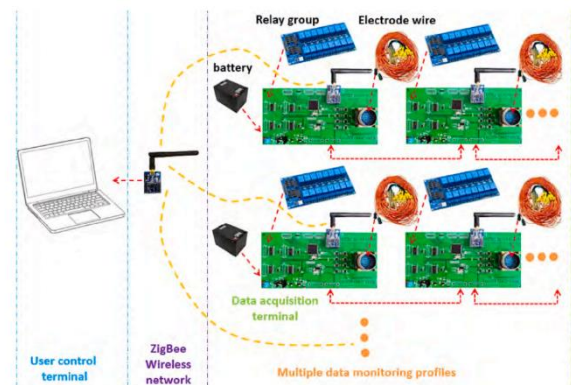 Relay group
Electrode wire
battery
Data acquisition
terminal
User control
terminal
ZigBee
Wireless
network
Multiple data monitoring profiles